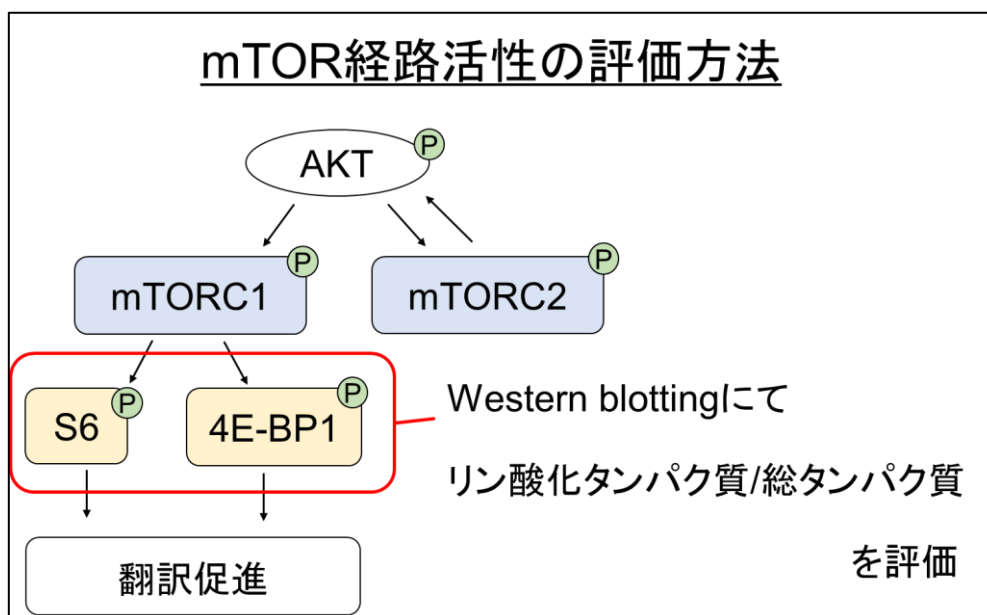 mTOR経路活性の評価方法
AKT
P
mTORC1
P
mTORC2
P
S6
P
4E-BP1
P
Western blottingにて
リン酸化タンパク質/総タンパク質
を評価
翻訳促進